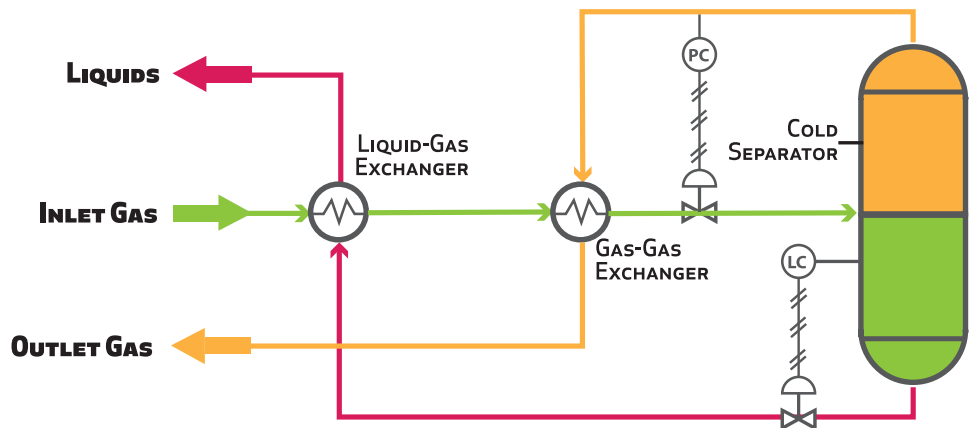 PC
Liquids
Cold
Separator
Liquid-Gas
Exchanger
Inlet Gas
Gas-Gas
Exchanger
LC
Outlet Gas